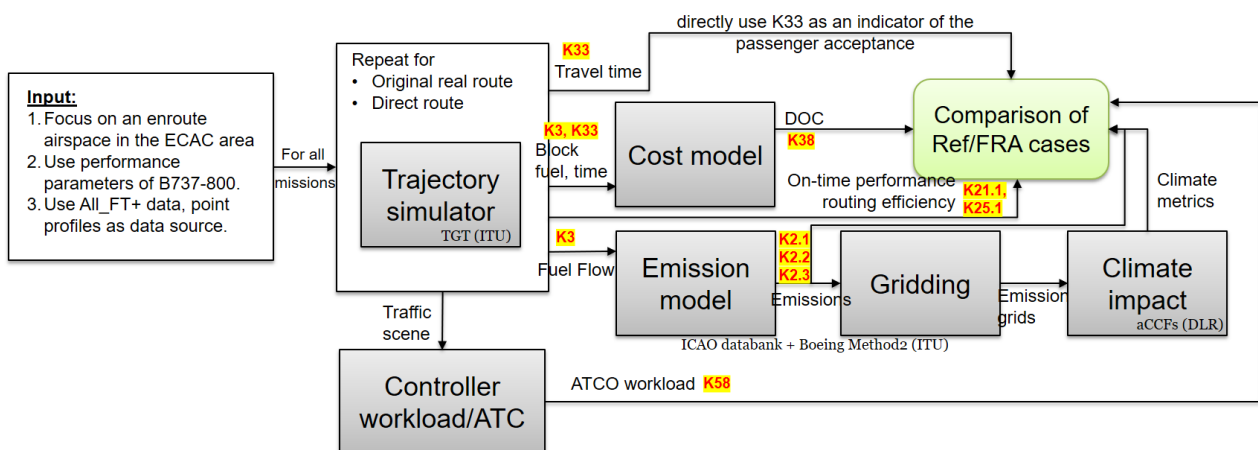 directly use K33 as an indicator of the
passenger acceptance
K33
Travel time
Repeat for
• Original real route
• Direct route
Input:
1. Focus on an enroute
airspace in the ECAC area
2. Use performance
parameters of B737-800.
3. Use All_FT+ data, point
profiles as data source.
For all
missions
Trajectory
simulator
TGT (ITU)
K3, K33
Block
fuel, time
Cost model
DOC
K38
Comparison of
Ref/FRA cases
On-time performance
routing efficiency
K21.1,
K25.1
Climate
metrics
K3
Fuel Flow
Emission
model
K2.1
K2.2
K2.3
Emissions
Gridding
Emission
grids
Climate
impact
aCCFs (DLR)
ICAO databank + Boeing Method2 (ITU)
Traffic
scene
Controller
workload/ATC
ATCO workload K58